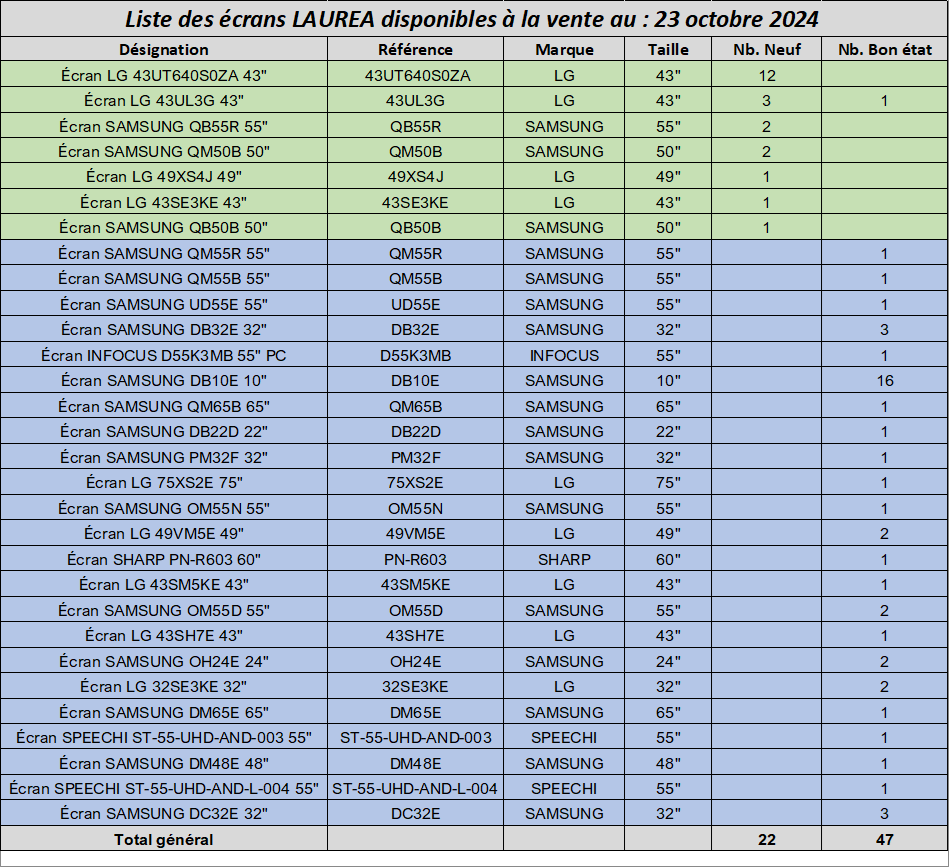 Liste des écrans LAUREA disponibles à la vente au : 23 octobre 2024
Désignation Référence Marque Taille Nb. Neuf Nb. Bon état
Écran LG 43UT640S0ZA 43" 43UT640S0ZA LG 43" 12
Écran LG 43UL3G 43" 43UL3G LG 43" 3 1
Écran SAMSUNG QB55R 55" QB55R SAMSUNG 55" 2
Écran SAMSUNG QM50B 50" QM50B SAMSUNG 50" 2
Écran LG 49XS4J 49" 49XS4J LG 49" 1
Écran LG 43SE3KE 43" 43SE3KE LG 43" 1
Écran SAMSUNG QB50B 50" QB50B SAMSUNG 50" 1
Écran SAMSUNG QM55R 55" QM55R SAMSUNG 55" 1
Écran SAMSUNG QM55B 55" QM55B SAMSUNG 55" 1
Écran SAMSUNG UD55E 55" UD55E SAMSUNG 55" 1
Écran SAMSUNG DB32E 32" DB32E SAMSUNG 32" 3
Écran INFOCUS D55K3MB 55" PC D55K3MB INFOCUS 55" 1
Écran SAMSUNG DB10E 10" DB10E SAMSUNG 10" 16
Écran SAMSUNG QM65B 65" QM65B SAMSUNG 65" 1
Écran SAMSUNG DB22D 22" DB22D SAMSUNG 22" 1
Écran SAMSUNG PM32F 32" PM32F SAMSUNG 32" 1
Écran LG 75XS2E 75" 75XS2E LG 75" 1
Écran SAMSUNG OM55N 55" OM55N SAMSUNG 55" 1
Écran LG 49VM5E 49" 49VM5E LG 49" 2
Écran SHARP PN-R603 60" PN-R603 SHARP 60" 1
Écran LG 43SM5KE 43" 43SM5KE LG 43" 1
Écran SAMSUNG OM55D 55" OM55D SAMSUNG 55" 2
Écran LG 43SH7E 43" 43SH7E LG 43" 1
Écran SAMSUNG OH24E 24" OH24E SAMSUNG 24" 2
Écran LG 32SE3KE 32" 32SE3KE LG 32" 2
Écran SAMSUNG DM65E 65" DM65E SAMSUNG 65" 1
Écran SPEECHI ST-55-UHD-AND-003 55" ST-55-UHD-AND-003 SPEECHI 55" 1
Écran SAMSUNG DM48E 48" DM48E SAMSUNG 48" 1
Écran SPEECHI ST-55-UHD-AND-L-004 55" ST-55-UHD-AND-L-004 SPEECHI 55" 1
Écran SAMSUNG DC32E 32" DC32E SAMSUNG 32" 3
Total général 22 47